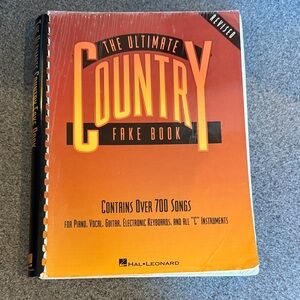 THE ULTIMATE
COUNTRY
FAKE BOOK
REVISED
CONTAINS OVER 700 SONGS
FOR PIANO, VOCAL, GUITAR, ELECTRONIC KEYBOARDS, AND ALL "C" INSTRUMENTS
HAL•LEONARD